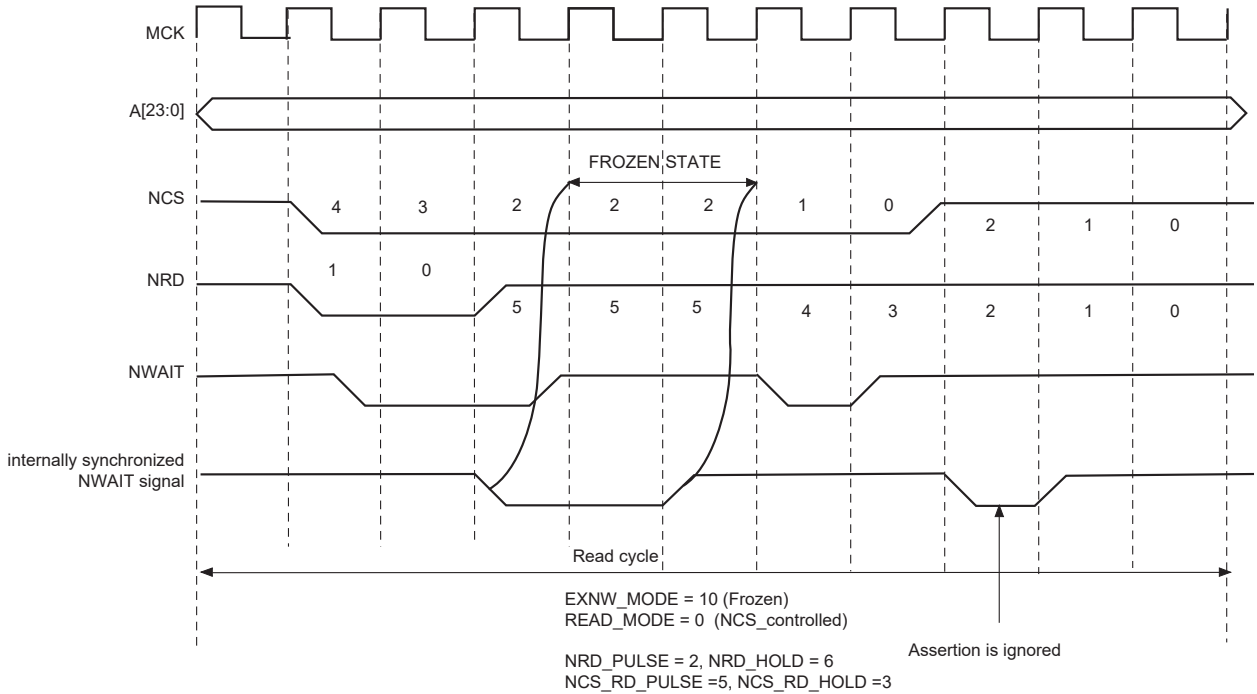 MCK
A[23:0]
FROZEN STATE
NCS
4 3 2 2 2 1 0
2 1 0
1 0
NRD
5 5 5 4 3 2 1 0
NWAIT
internally synchronized
NWAIT signal
Read cycle
EXNW_MODE = 10 (Frozen)
READ_MODE = 0 (NCS_controlled)
Assertion is ignored
NRD_PULSE = 2, NRD_HOLD = 6
NCS_RD_PULSE =5, NCS_RD_HOLD =3